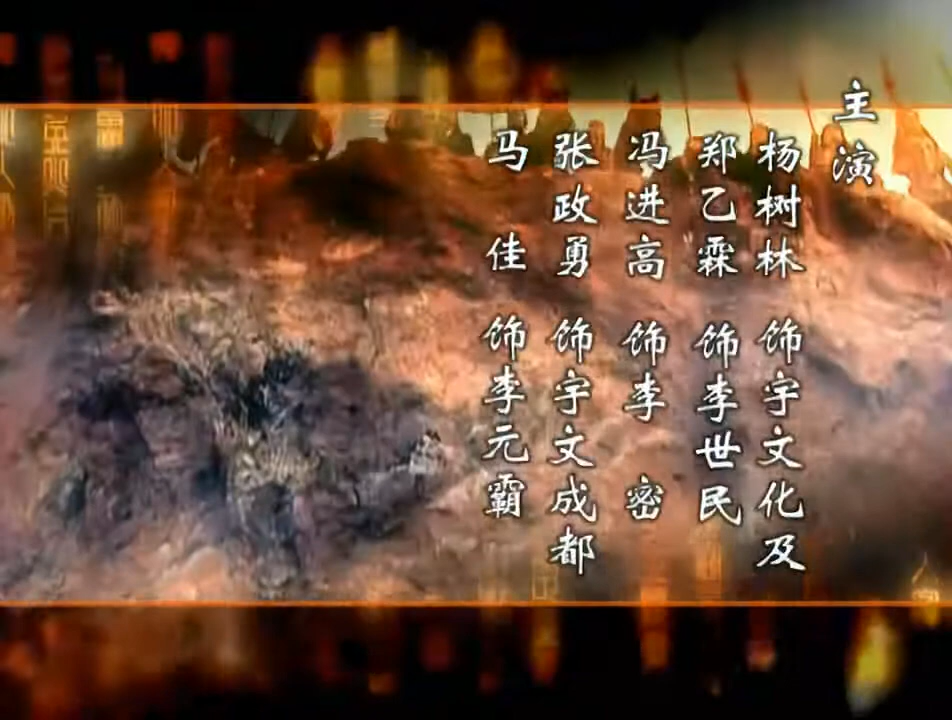 主演
杨树林 饰宇文化及
郑乙霖 饰李世民
冯进高 饰李密
张政勇 饰宇文成都
马佳 饰李元霸